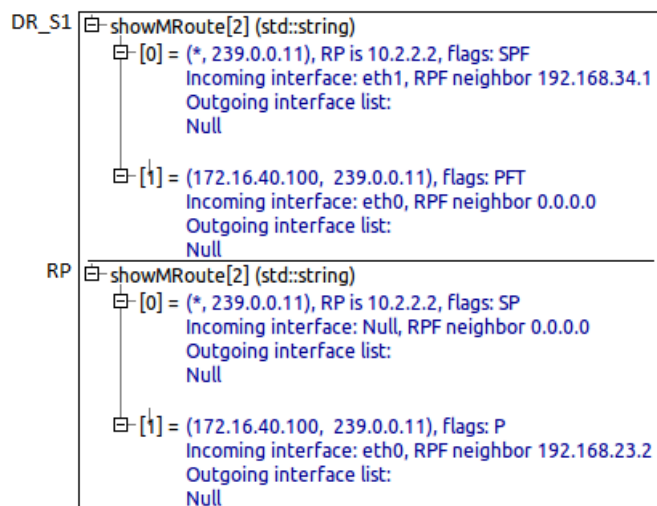 DR_S1 showMRoute[2] (std::string)
[0] = (*, 239.0.0.11), RP is 10.2.2.2, flags: SPF
Incoming interface: eth1, RPF neighbor 192.168.34.1
Outgoing interface list:
Null
[1] = (172.16.40.100, 239.0.0.11), flags: PFT
Incoming interface: eth0, RPF neighbor 0.0.0.0
Outgoing interface list:
Null
RP showMRoute[2] (std::string)
[0] = (*, 239.0.0.11), RP is 10.2.2.2, flags: SP
Incoming interface: Null, RPF neighbor 0.0.0.0
Outgoing interface list:
Null
[1] = (172.16.40.100, 239.0.0.11), flags: P
Incoming interface: eth0, RPF neighbor 192.168.23.2
Outgoing interface list:
Null